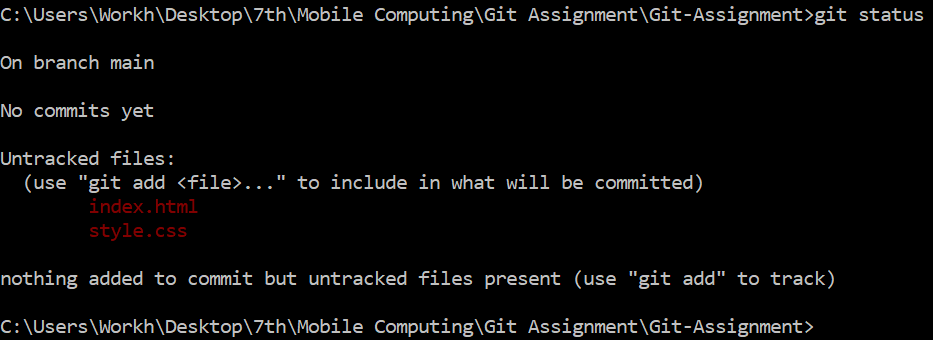 C:\Users\Workh\Desktop\7th\Mobile Computing\Git Assignment\Git-Assignment>git status
On branch main
No commits yet
Untracked files:
  (use "git add <file>..." to include in what will be committed)
        index.html
        style.css
nothing added to commit but untracked files present (use "git add" to track)
C:\Users\Workh\Desktop\7th\Mobile Computing\Git Assignment\Git-Assignment>